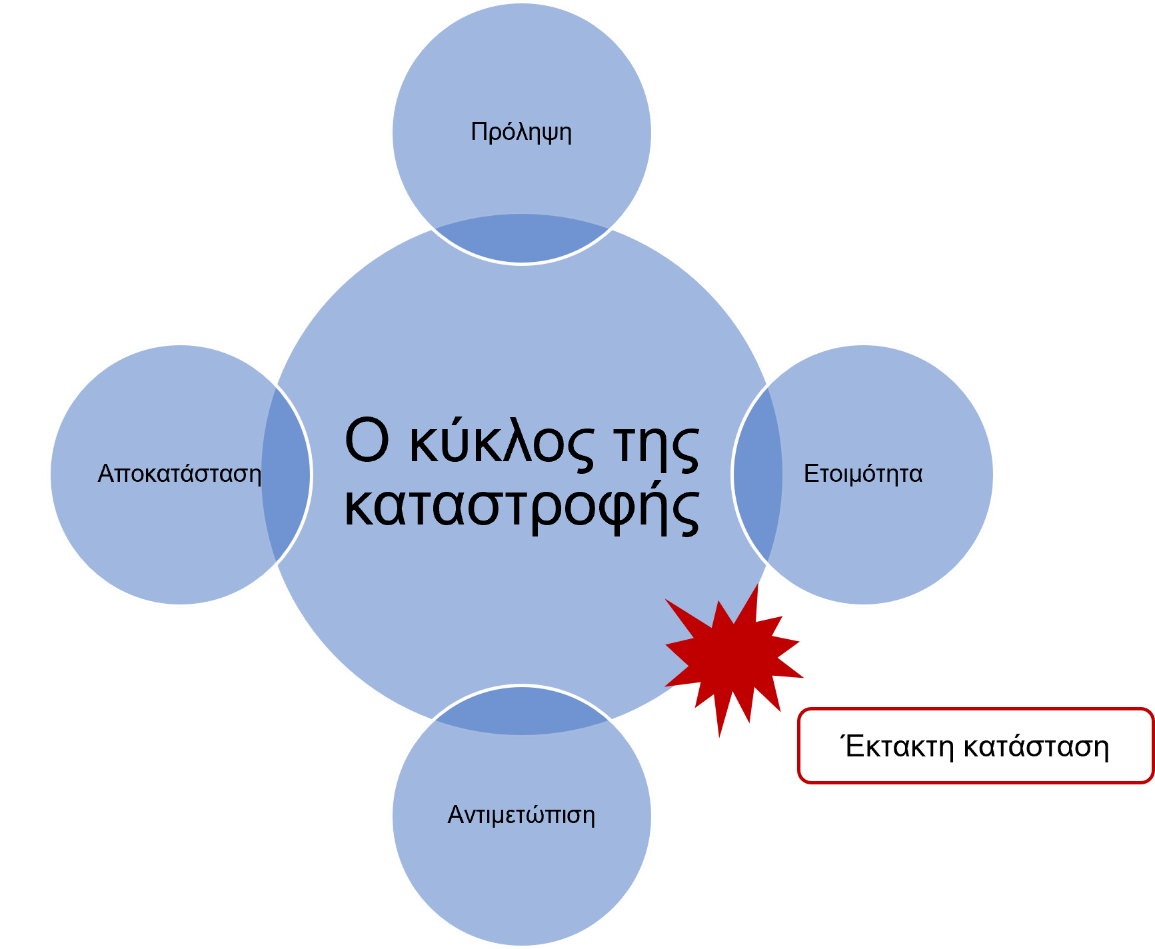 Πρόληψη
Αποκατάσταση
Ο κύκλος της
καταστροφής
Ετοιμότητα
Έκτακτη κατάσταση
Αντιμετώπιση